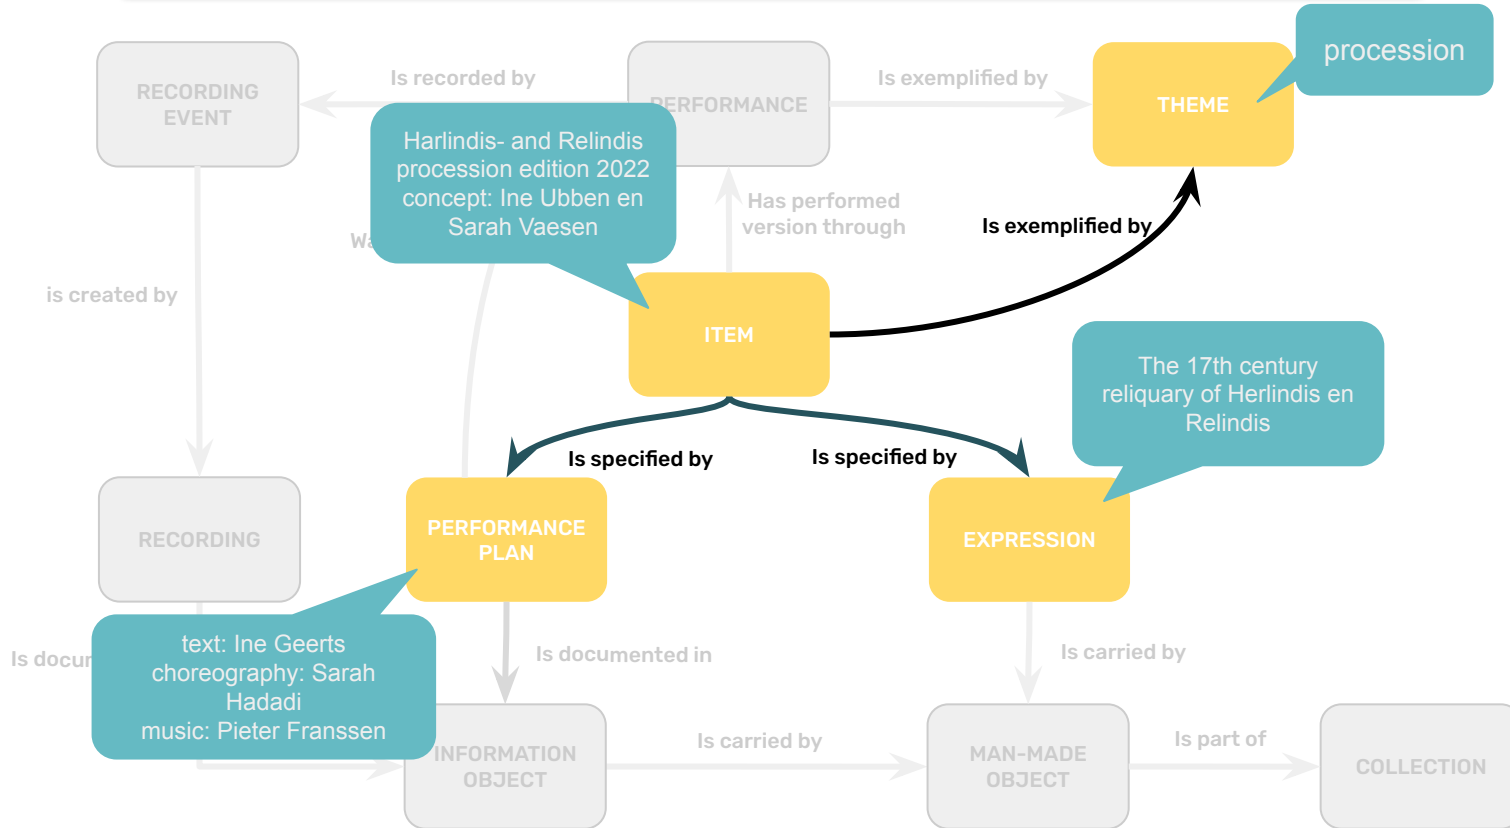 procession
RECORDING
EVENT
Is recorded by
PERFORMANCE
Is exemplified by
THEME
Harlindis- and Relindis
procession edition 2022
concept: Ine Ubben en
Sarah Vaesen
Has performed
version through
Is exemplified by
is created by
ITEM
The 17th century
reliquary of Herlindis en
Relindis
Is specified by
Is specified by
RECORDING
PERFORMANCE
PLAN
EXPRESSION
text: Ine Geerts
choreography: Sarah
Hadadi
music: Pieter Franssen
Is documented in
Is carried by
INFORMATION
OBJECT
Is carried by
MAN-MADE
OBJECT
Is part of
COLLECTION